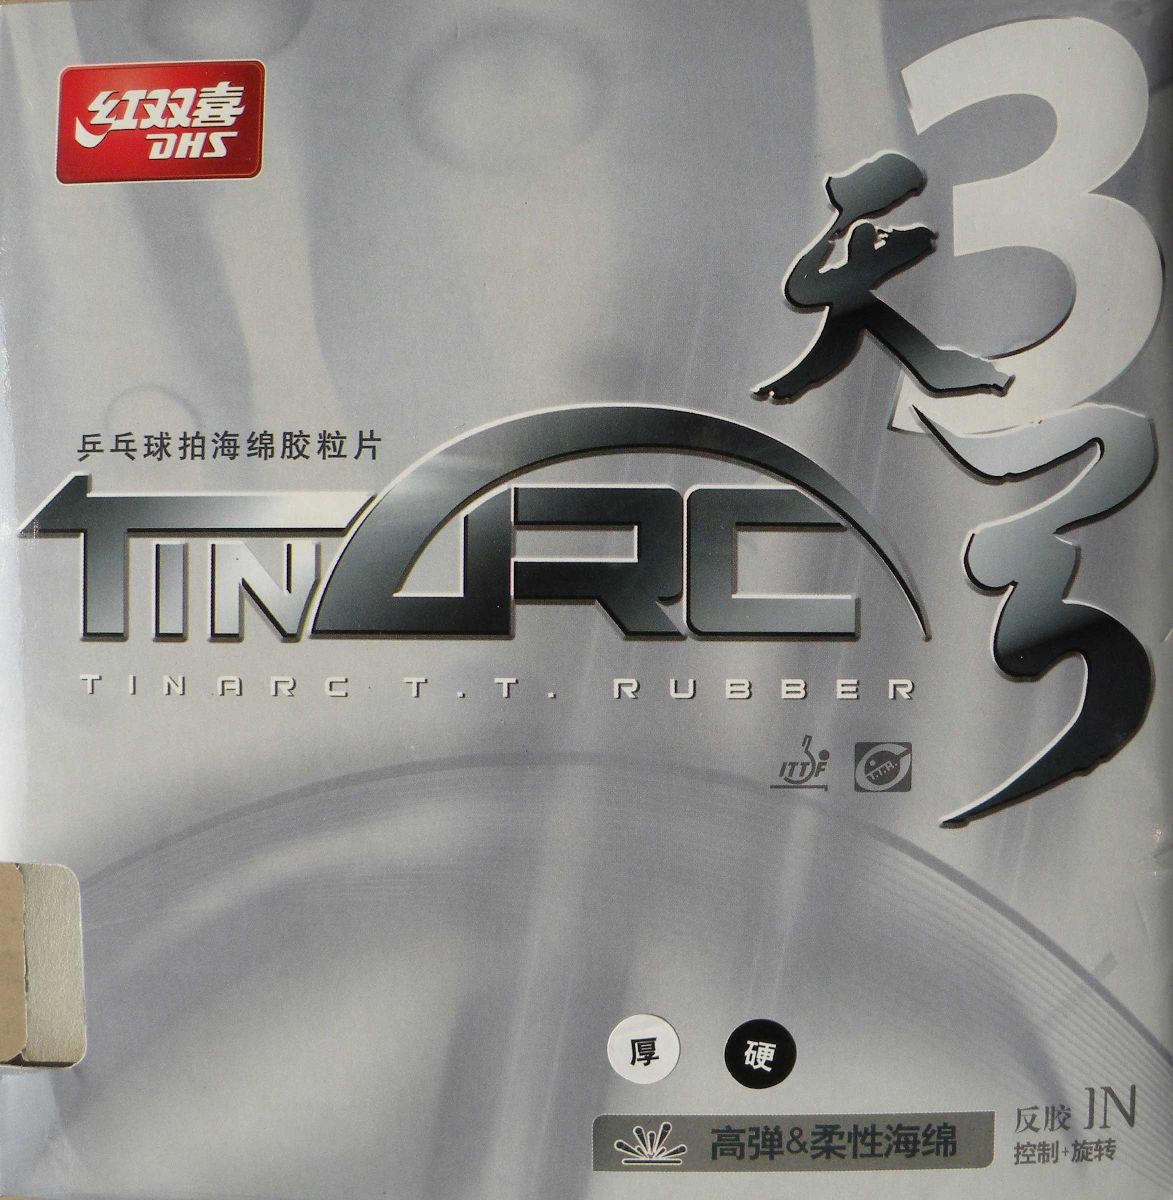 红双喜
DHS
3
天弓
乒乓球拍海绵胶粒片
TINARC
TINARC T.T. RUBBER
ITTF
T.T.R.
厚
硬
高弹&柔性海绵
反胶 IN
控制+旋转